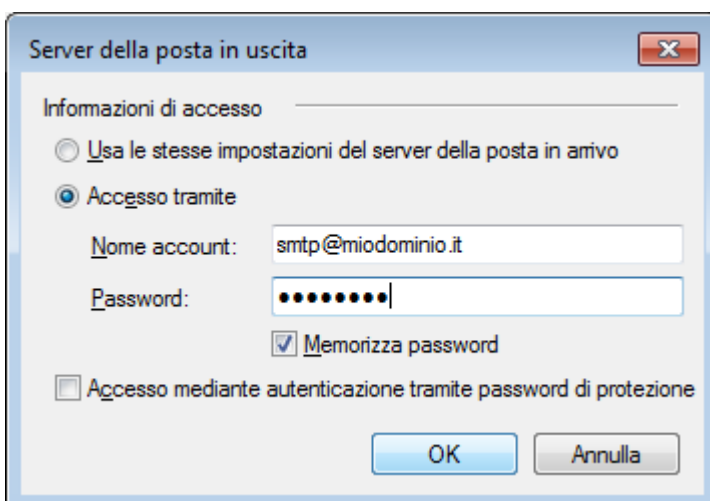 Server della posta in uscita
Informazioni di accesso
Usa le stesse impostazioni del server della posta in arrivo
Accesso tramite
Nome account: smtp@miodominio.it
Password: ●●●●●●●●
Memorizza password
Accesso mediante autenticazione tramite password di protezione
OK Annulla